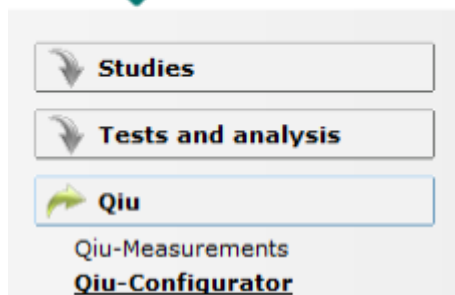 Studies
Tests and analysis
Qiu
Qiu-Measurements
Qiu-Configurator